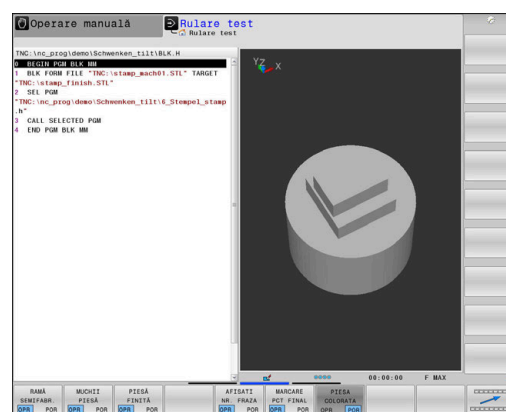 Operare manuală
Rulare test
Rulare test
TNC:\nc_prog\demo\Schwenken_tilt\BLK.H
0 BEGIN PGM BLK MM
1 BLK FORM FILE "TNC:\stamp_mach01.STL" TARGET
"TNC:\stamp_finish.STL"
2 SEL PGM
"TNC:\nc_prog\demo\Schwenken_tilt\6_Stempel_stamp
.h"
3 CALL SELECTED PGM
4 END PGM BLK MM
YZ X
00:00:00 F MAX
RAMĂ SEMIFABR. OPR POR
MUCHII PIESĂ OPR POR
PIESĂ FINITĂ OPR POR
AFISATI NR. FRAZA OPR POR
MARCARE PCT FINAL OPR POR
PIESA COLORATA OPR POR